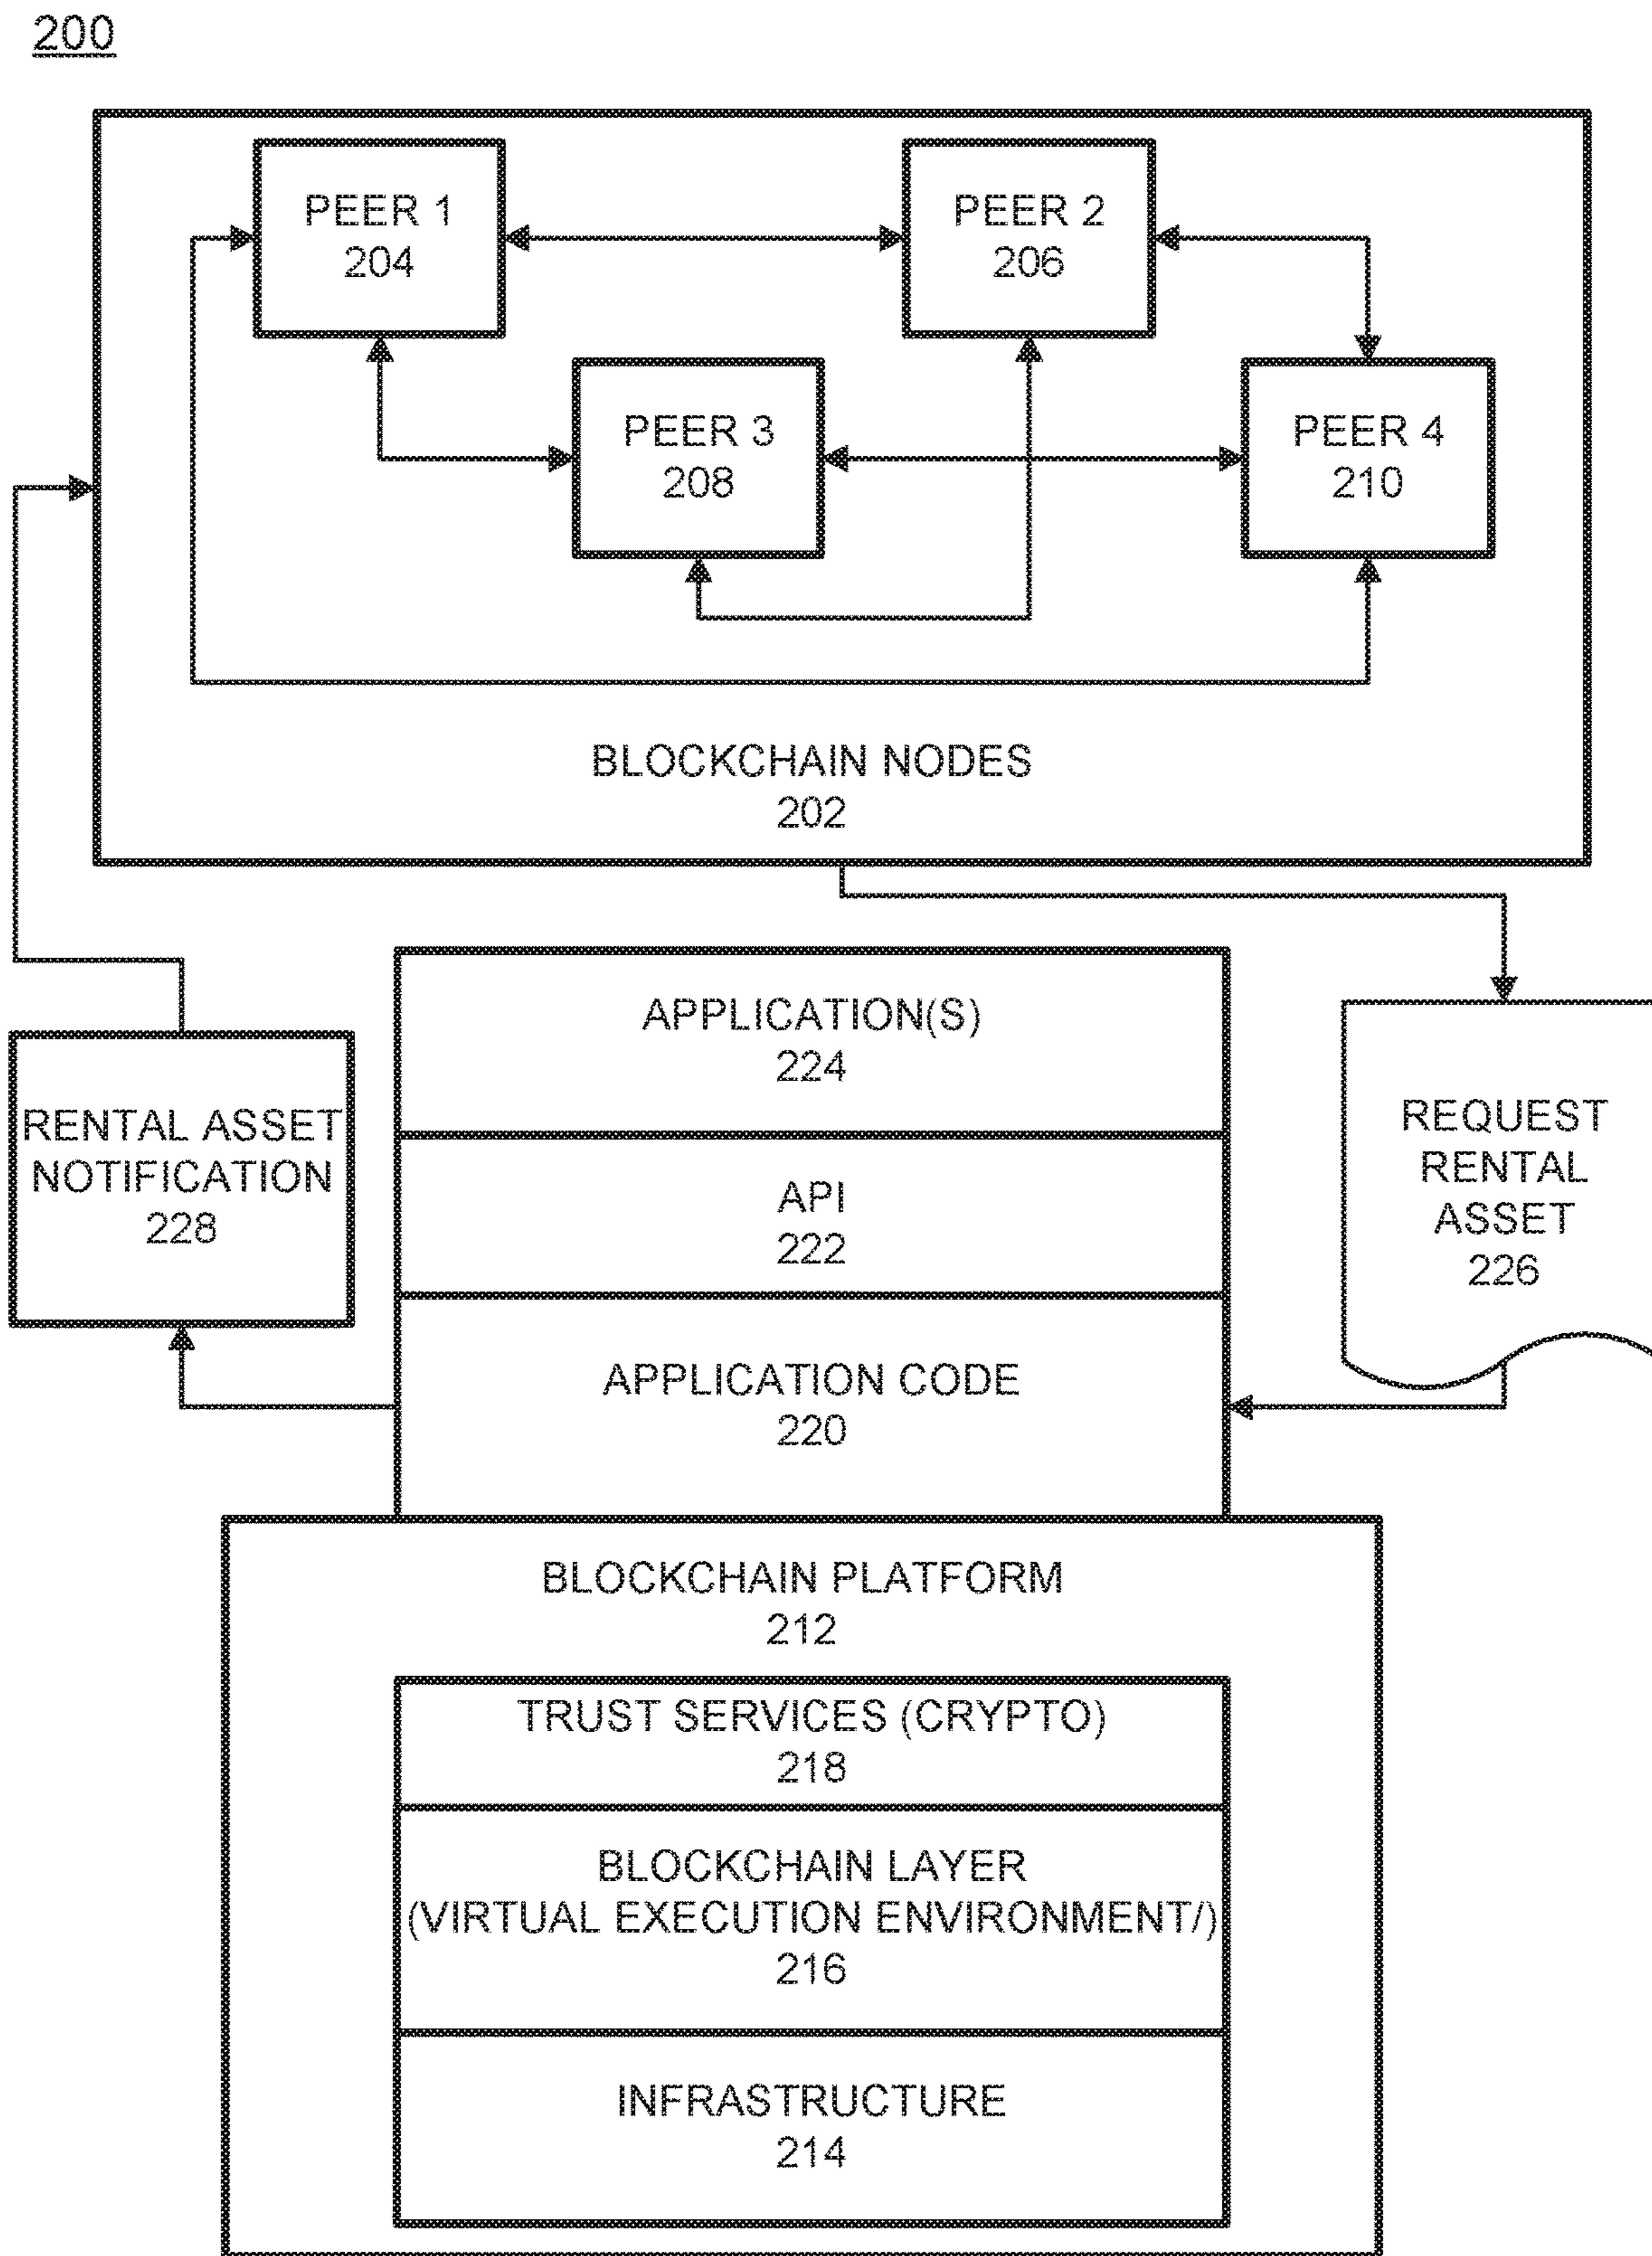 200
PEER 1
204
PEER 2
206
PEER 3
208
PEER 4
210
BLOCKCHAIN NODES
202
APPLICATION(S)
224
API
222
APPLICATION CODE
220
RENTAL ASSET
NOTIFICATION
228
REQUEST
RENTAL
ASSET
226
BLOCKCHAIN PLATFORM
212
TRUST SERVICES (CRYPTO)
218
BLOCKCHAIN LAYER
(VIRTUAL EXECUTION ENVIRONMENT/)
216
INFRASTRUCTURE
214